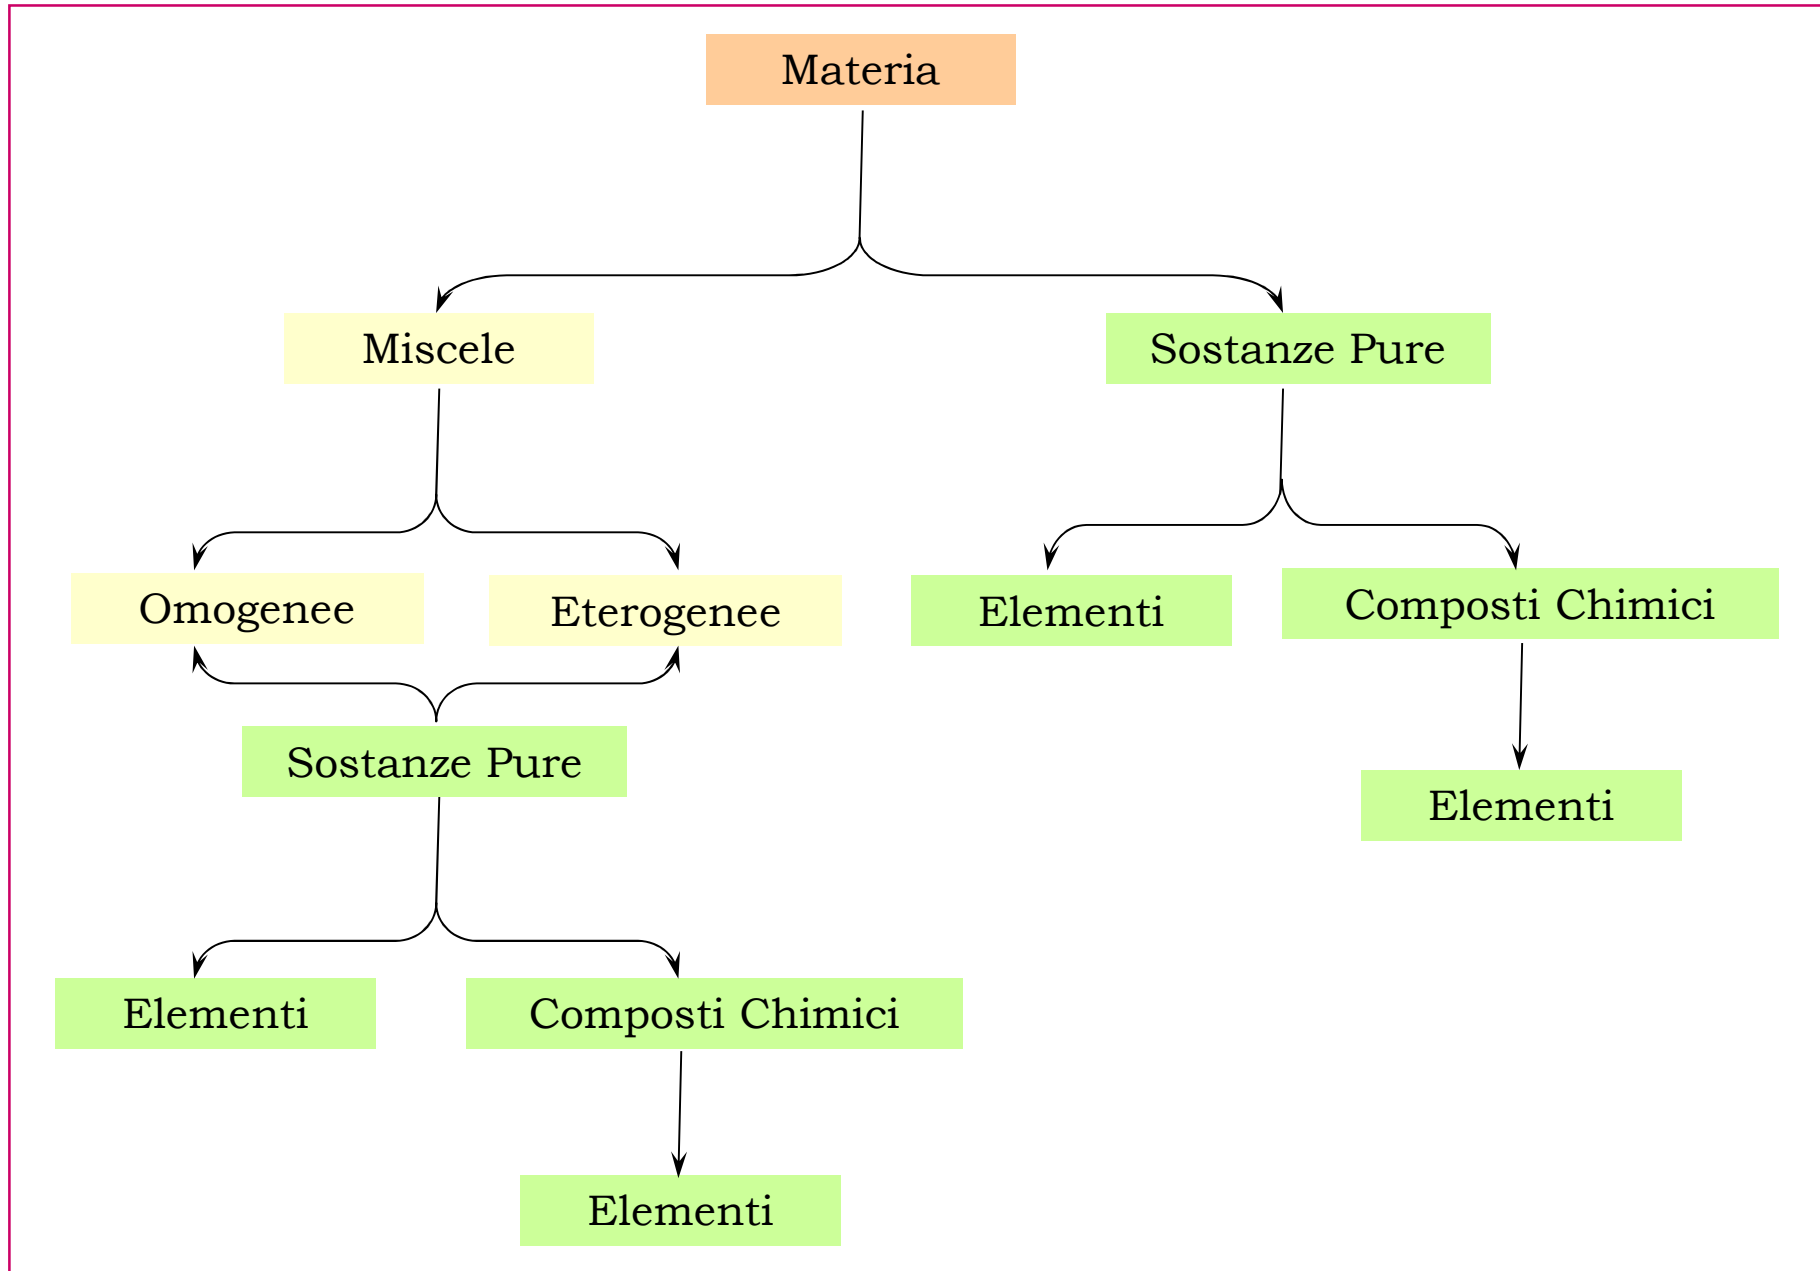 Materia
Miscele
Sostanze Pure
Omogenee
Eterogenee
Elementi
Composti Chimici
Sostanze Pure
Elementi
Elementi
Composti Chimici
Elementi